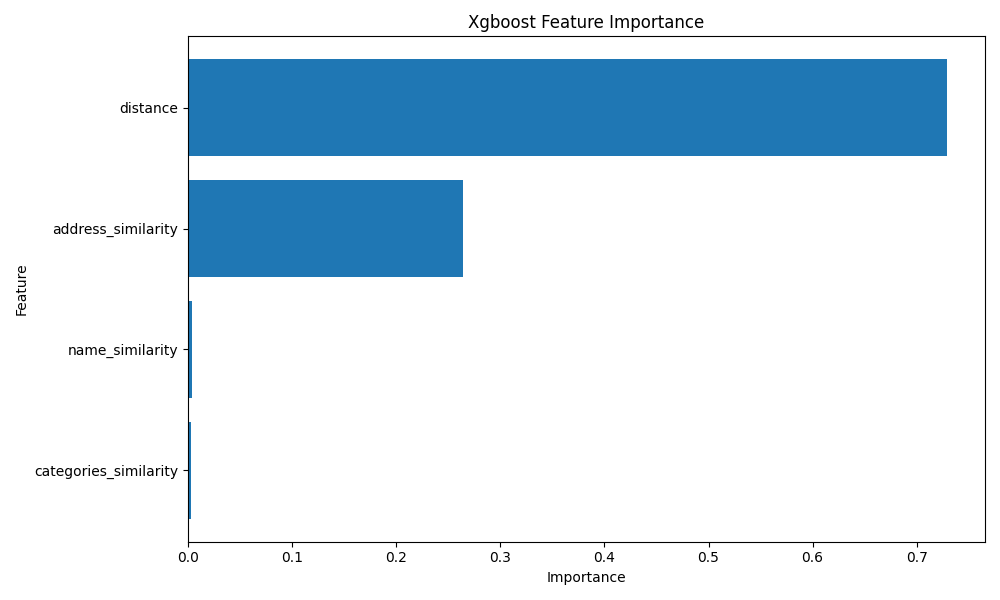 Xgboost Feature Importance
distance
address_similarity
name_similarity
categories_similarity
Feature
0.0 0.1 0.2 0.3 0.4 0.5 0.6 0.7
Importance